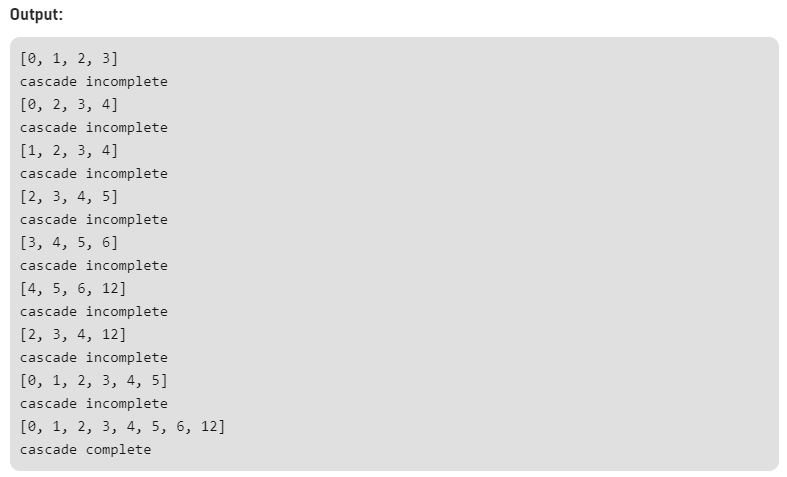 Output:
[0, 1, 2, 3]
cascade incomplete
[0, 2, 3, 4]
cascade incomplete
[1, 2, 3, 4]
cascade incomplete
[2, 3, 4, 5]
cascade incomplete
[3, 4, 5, 6]
cascade incomplete
[4, 5, 6, 12]
cascade incomplete
[2, 3, 4, 12]
cascade incomplete
[0, 1, 2, 3, 4, 5]
cascade incomplete
[0, 1, 2, 3, 4, 5, 6, 12]
cascade complete